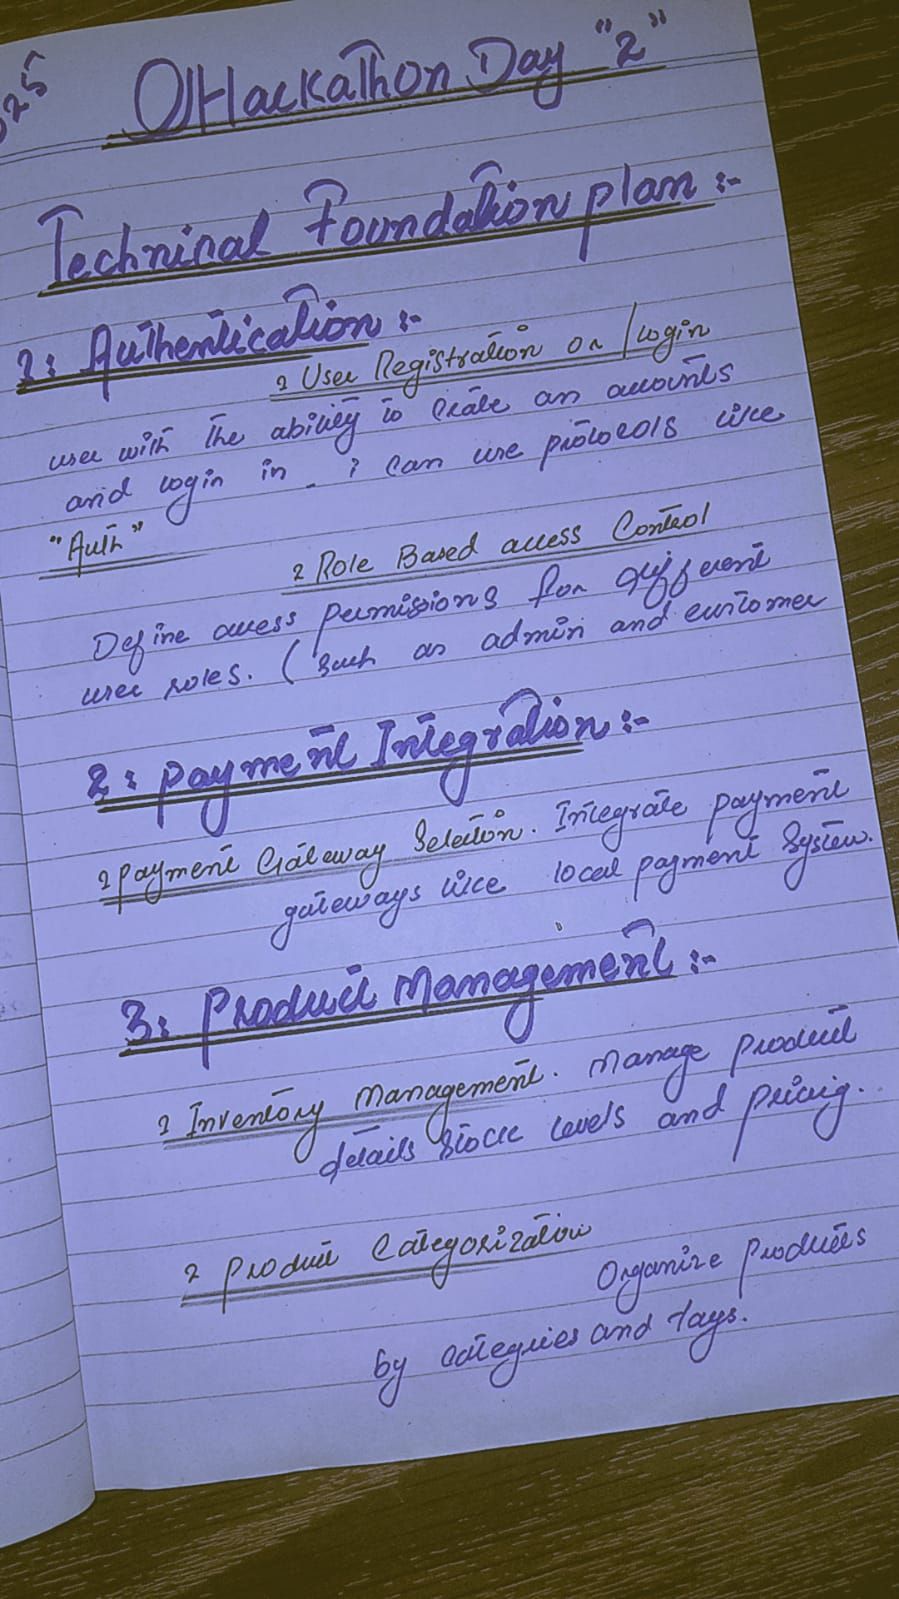 025
Hackathon Day "2"
Techninal Foundation plan :-
1: Authentication :-
User Registration or / login
user with the ability to Create an accounts
and login in _ i can use protocols like
"Auth"
Role Based access Control
Define access permissions for different
user roles. ( Such as admin and customer
2: payment Integration :-
payment Gateway Selection. Integrate payment
gateways like local payment System.
3: Product Management :-
Inventory Management. Manage product
details stock levels and pricing.
Product Categorization
Organize products
by categories and tags.